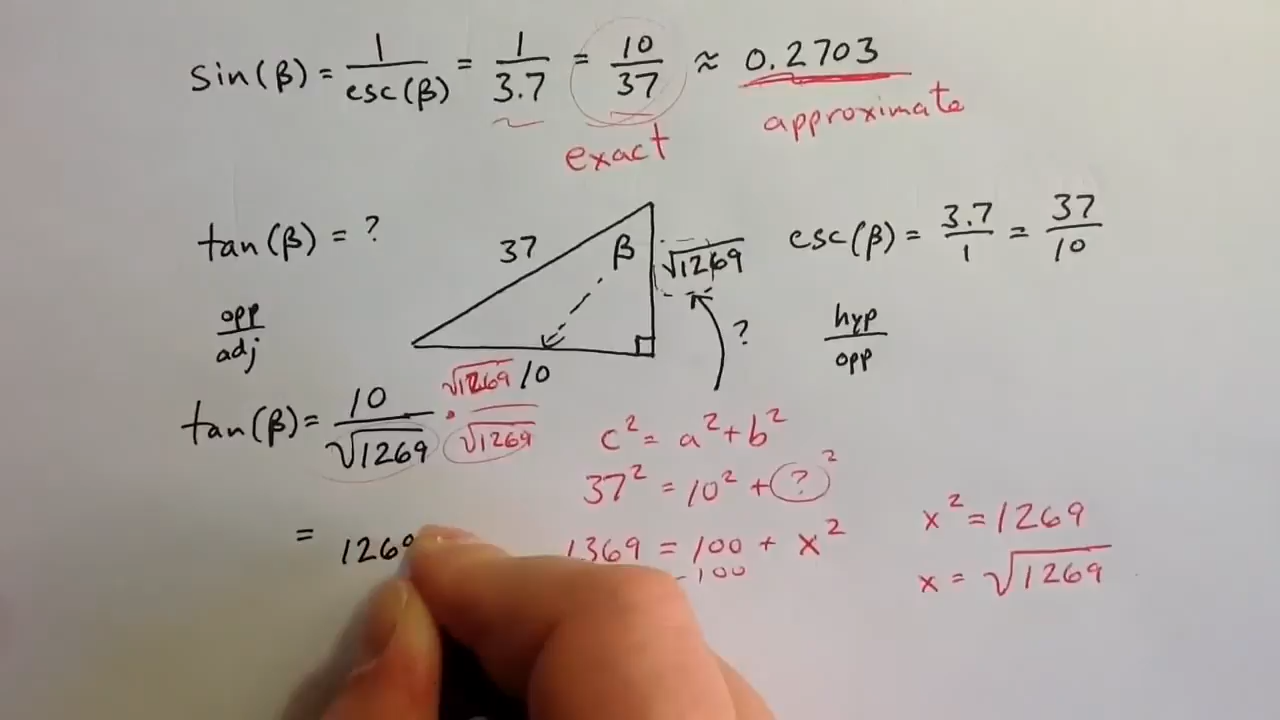 sin(β) = 1/csc(β) = 1/3.7 = 10/37 ≈ 0.2703
exact
approximate
tan(β) = ?
opp/adj
37
β
√1269
?
10
csc(β) = 3.7/1 = 37/10
hyp/opp
tan(β) = 10/√1269 · √1269/√1269
= 1269
c² = a² + b²
37² = 10² + ?²
1369 = 100 + x²
-100
x² = 1269
x = √1269